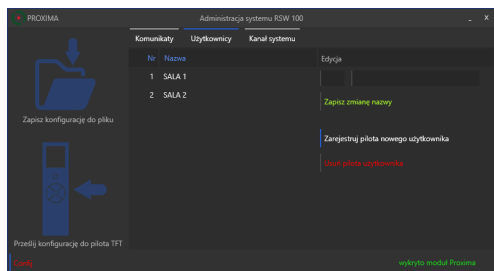 PROXIMA
Administracja systemu RSW 100
Komunikaty Użytkownicy Kanał systemu
Nr Nazwa
Edycja
1 SALA 1
2 SALA 2
Zapisz zmianę nazwy
Zapisz konfigurację do pliku
Zarejestruj pilota nowego użytkownika
Usuń pilota użytkownika
Prześlij konfigurację do pilota TFT
Cofnij
wykryto moduł Proxima